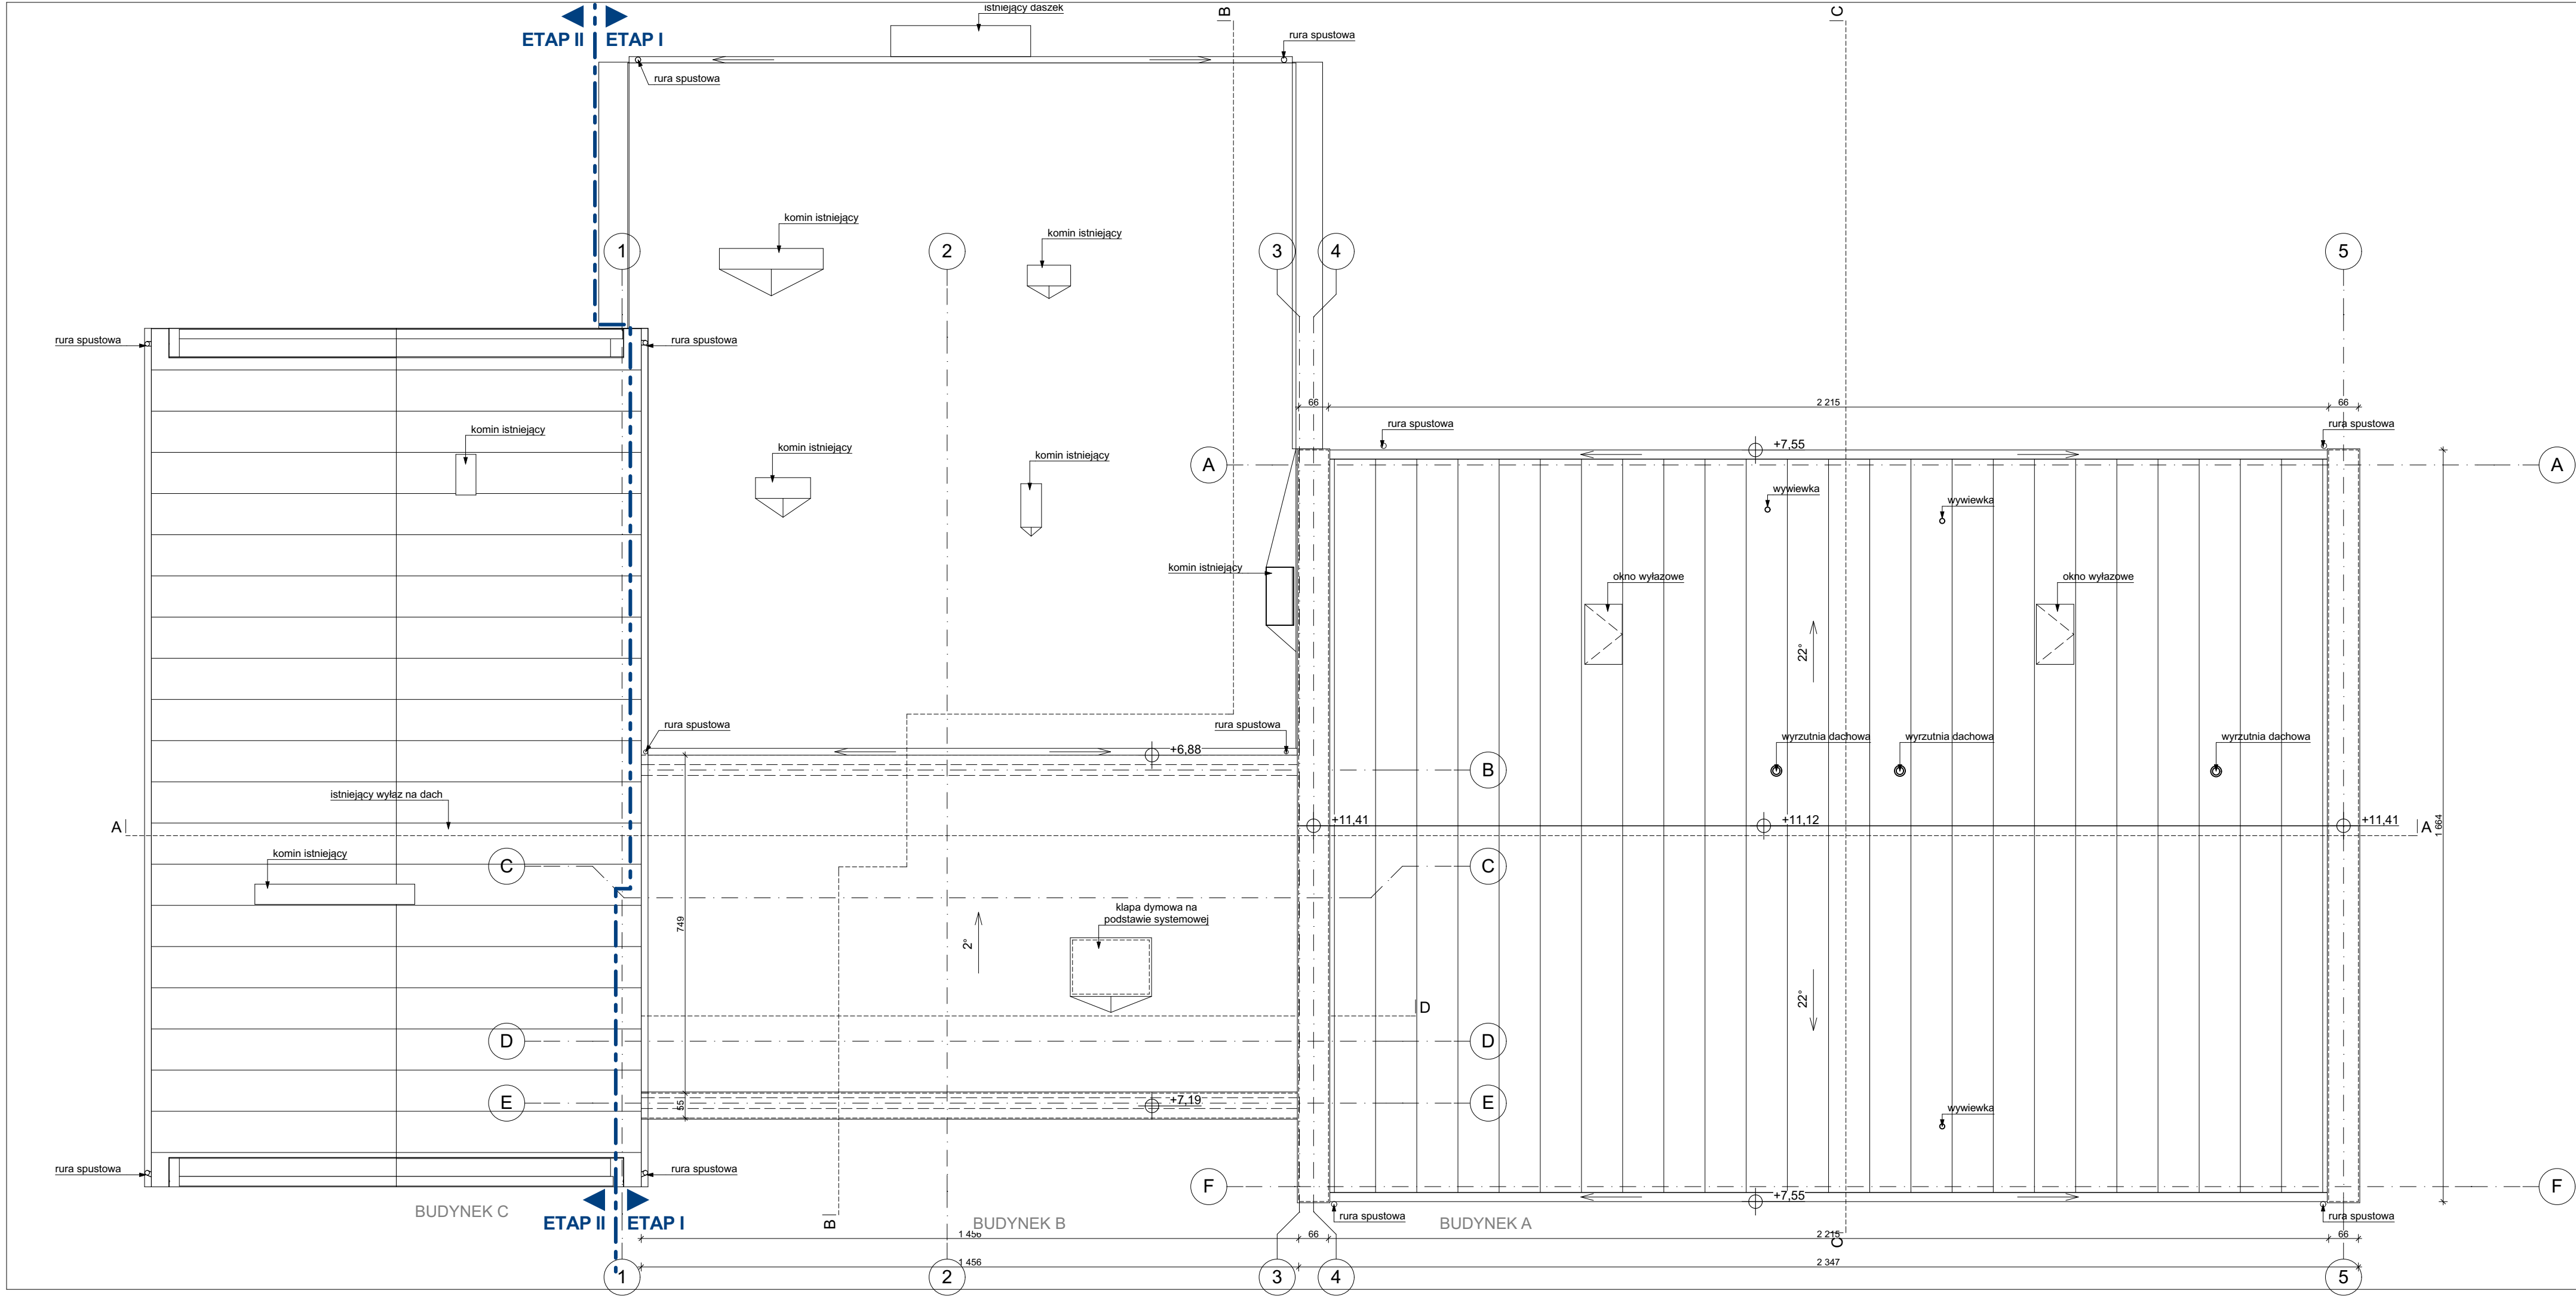 istniejący daszek
B
C
ETAP II
ETAP I
rura spustowa
rura spustowa
komin istniejący
komin istniejący
1
2
3
4
5
rura spustowa
rura spustowa
66
2 215
66
rura spustowa
rura spustowa
komin istniejący
komin istniejący
komin istniejący
+7,55
A
A
wywiewka
wywiewka
komin istniejący
okno wyłazowe
okno wyłazowe
22°
rura spustowa
rura spustowa
+6,88
wyrzutnia dachowa
wyrzutnia dachowa
wyrzutnia dachowa
B
istniejący wyłaz na dach
A
+11,41
+11,12
+11,41
A
1 664
komin istniejący
C
C
749
2°
klapa dymowa na
podstawie systemowej
22°
D
D
D
E
55
+7,19
E
wywiewka
rura spustowa
rura spustowa
F
+7,55
F
BUDYNEK C
ETAP II
ETAP I
B
BUDYNEK B
rura spustowa
BUDYNEK A
rura spustowa
1 456
66
2 215
C
66
1 456
2 347
1
2
3
4
5